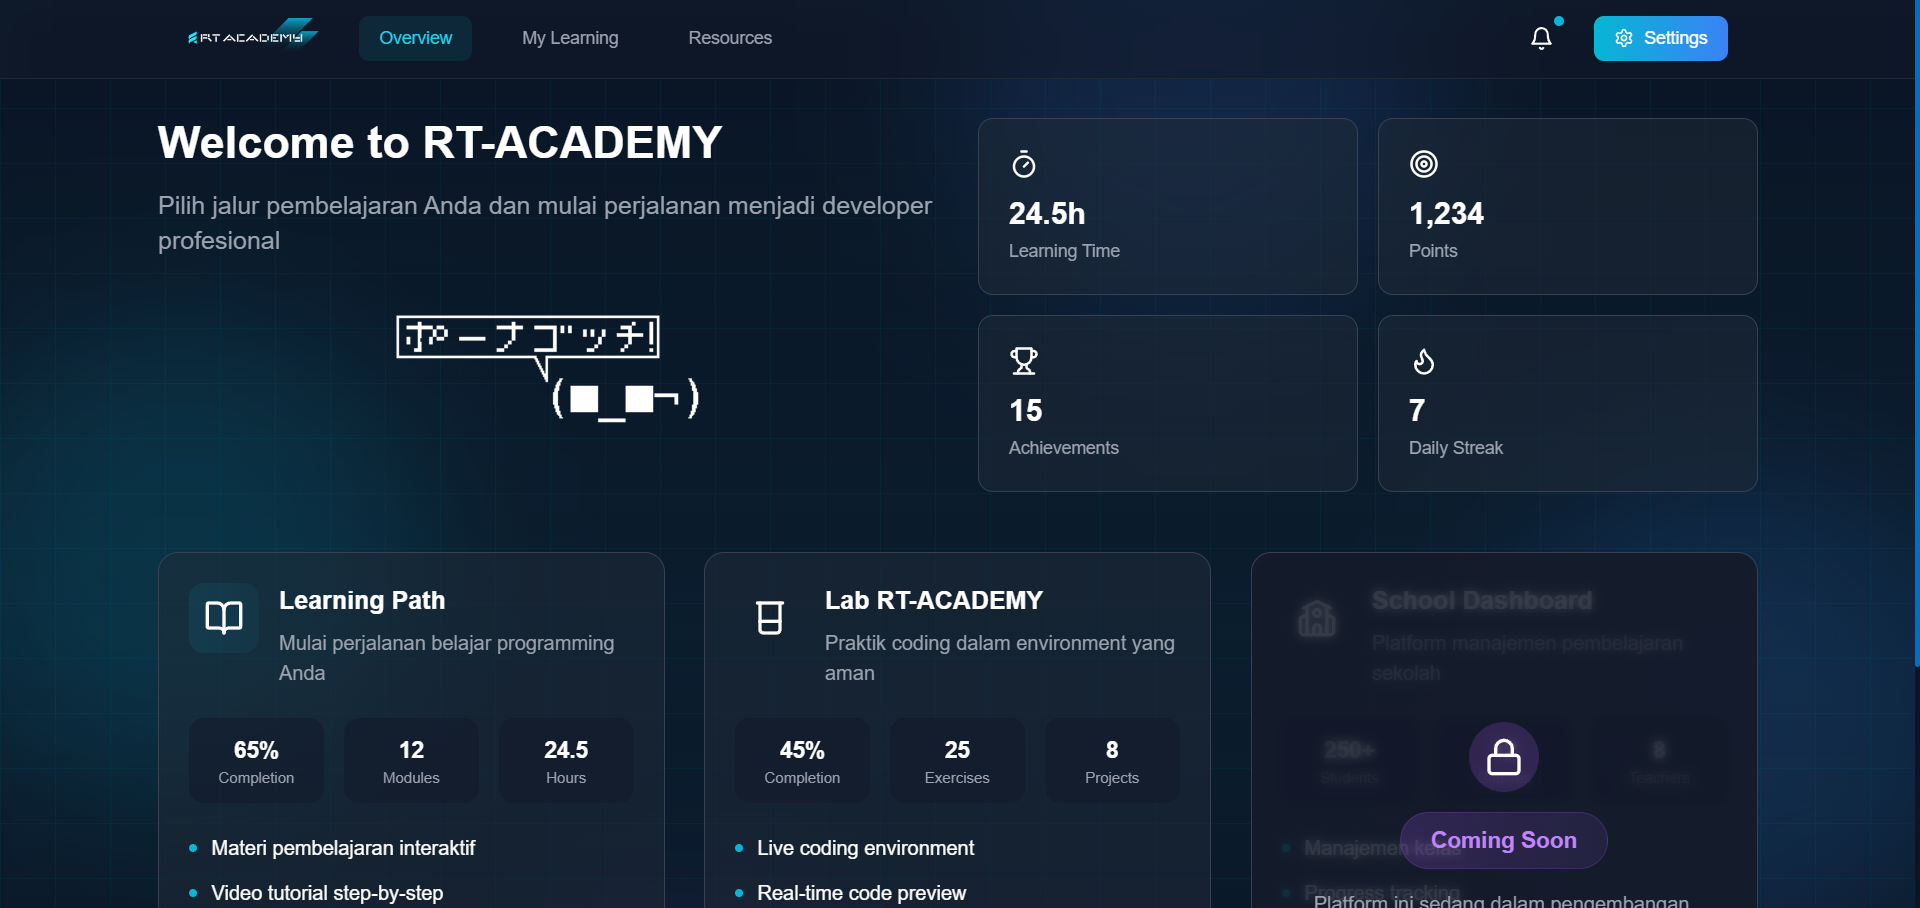 RT ACADEMY
Overview
My Learning
Resources
Settings
Welcome to RT-ACADEMY
Pilih jalur pembelajaran Anda dan mulai perjalanan menjadi developer
profesional
ポーナゴッチ!
(■_■¬)
24.5h
Learning Time
1,234
Points
15
Achievements
7
Daily Streak
Learning Path
Mulai perjalanan belajar programming
Anda
65%
Completion
12
Modules
24.5
Hours
Materi pembelajaran interaktif
Video tutorial step-by-step
Lab RT-ACADEMY
Praktik coding dalam environment yang
aman
45%
Completion
25
Exercises
8
Projects
Live coding environment
Real-time code preview
School Dashboard
Platform manajemen pembelajaran
sekolah
250+
Students
8
Teachers
Coming Soon
Manajemen kelas
Progress tracking
Platform ini sedang dalam pengembangan